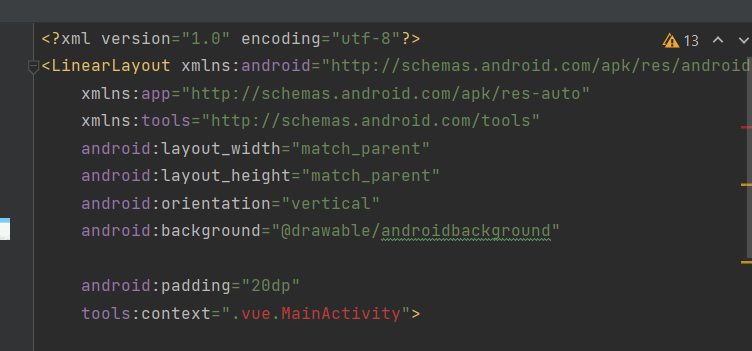 <?xml version="1.0" encoding="utf-8"?>
13
<LinearLayout xmlns:android="http://schemas.android.com/apk/res/android
xmlns:app="http://schemas.android.com/apk/res-auto"
xmlns:tools="http://schemas.android.com/tools"
android:layout_width="match_parent"
android:layout_height="match_parent"
android:orientation="vertical"
android:background="@drawable/androidbackground"
android:padding="20dp"
tools:context=".vue.MainActivity">